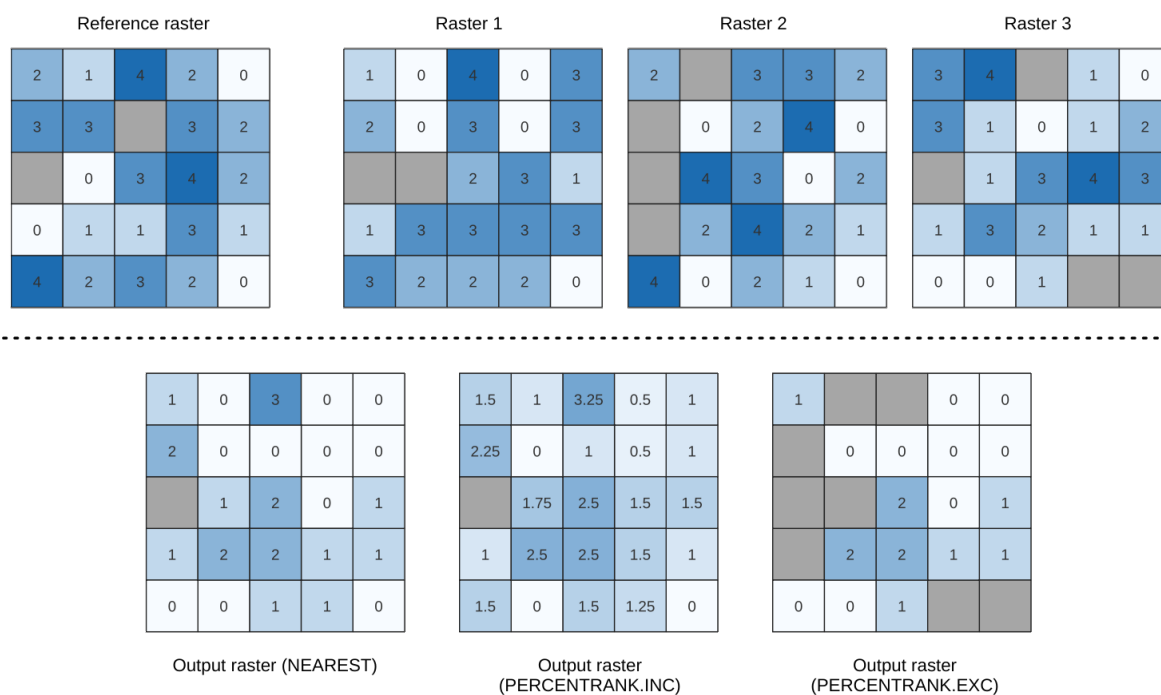 Reference raster Raster 1 Raster 2 Raster 3
2 1 4 2 0 1 0 4 0 3 2 3 3 2 3 4 1 0
3 3 3 2 2 0 3 0 3 0 2 4 0 3 1 0 1 2
0 3 4 2 2 3 1 4 3 0 2 1 3 4 3
0 1 1 3 1 1 3 3 3 3 2 4 2 1 1 3 2 1 1
4 2 3 2 0 3 2 2 2 0 4 0 2 1 0 0 0 1
1 0 3 0 0 1.5 1 3.25 0.5 1 1 0 0
2 0 0 0 0 2.25 0 1 0.5 1 0 0 0 0
1 2 0 1 1.75 2.5 1.5 1.5 2 0 1
1 2 2 1 1 1 2.5 2.5 1.5 1 2 2 1 1
0 0 1 1 0 1.5 0 1.5 1.25 0 0 0 1
Output raster (NEAREST) Output raster Output raster
(PERCENTRANK.INC) (PERCENTRANK.EXC)